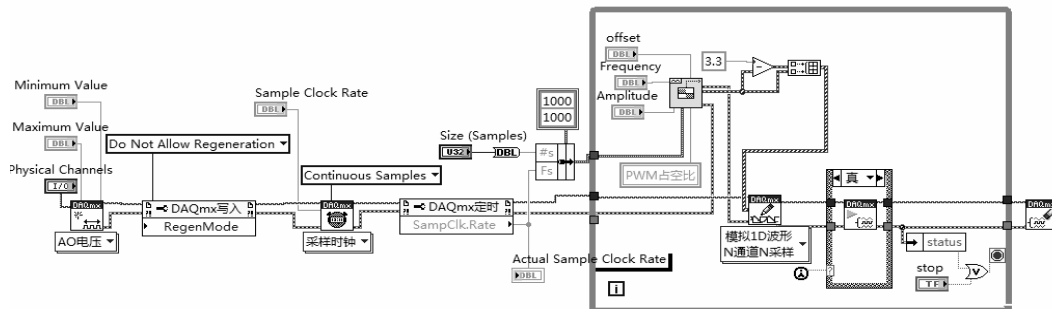 Minimum Value
DBL
Maximum Value
DBL
Physical Channels
I/O
DAQmx
AO电压
Do Not Allow Regeneration
DAQmx写入
RegenMode
Sample Clock Rate
DBL
Continuous Samples
DAQmx
采样时钟
DAQmx定时
SampClk.Rate
DBL
Actual Sample Clock Rate
Size (Samples)
U32
DBL
1000
1000
#s
Fs
offset
DBL
Frequency
DBL
Amplitude
DBL
3.3
PWM占空比
DAQmx
模拟1D波形
N通道N采样
真
DAQmx
status
stop
TF
i
DAQmx